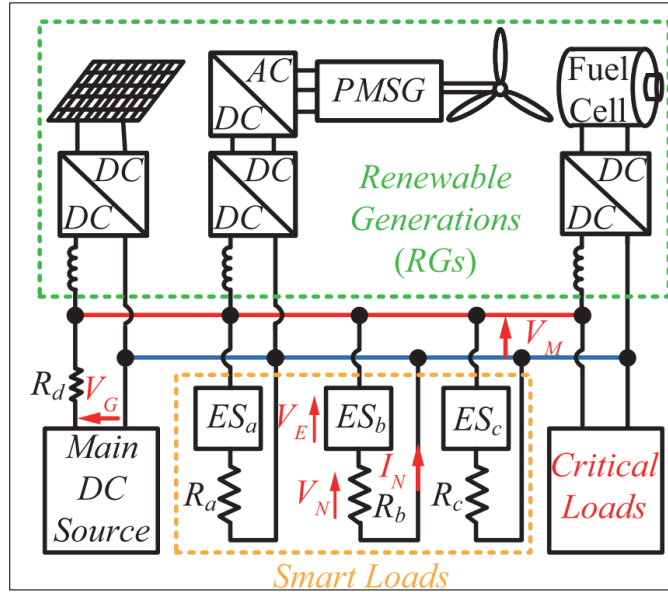 AC
DC
PMSG
Fuel
Cell
DC
DC
DC
DC
DC
DC
Renewable
Generations
(RGs)
V_M
R_d
V_G
ES_a
V_E
ES_b
ES_c
Main
DC
Source
R_a
V_N
R_b
I_N
R_c
Critical
Loads
Smart Loads